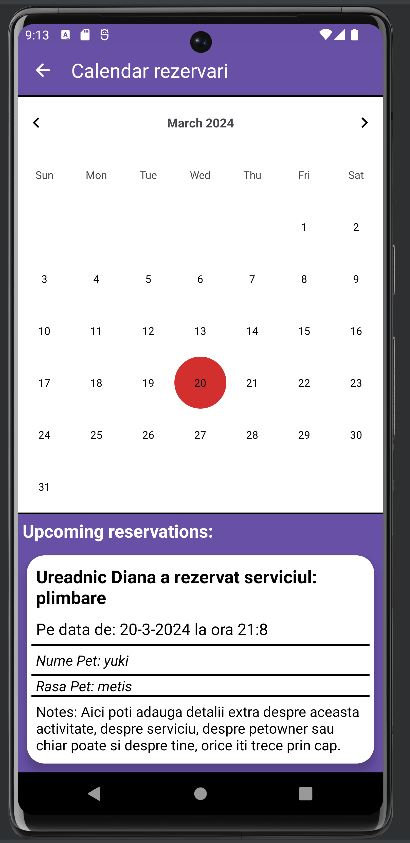 9:13
Calendar rezervari
March 2024
Sun Mon Tue Wed Thu Fri Sat
1 2
3 4 5 6 7 8 9
10 11 12 13 14 15 16
17 18 19 20 21 22 23
24 25 26 27 28 29 30
31
Upcoming reservations:
Ureadnic Diana a rezervat serviciul:
plimbare
Pe data de: 20-3-2024 la ora 21:8
Nume Pet: yuki
Rasa Pet: metis
Notes: Aici poti adauga detalii extra despre aceasta
activitate, despre serviciu, despre petowner sau
chiar poate si despre tine, orice iti trece prin cap.